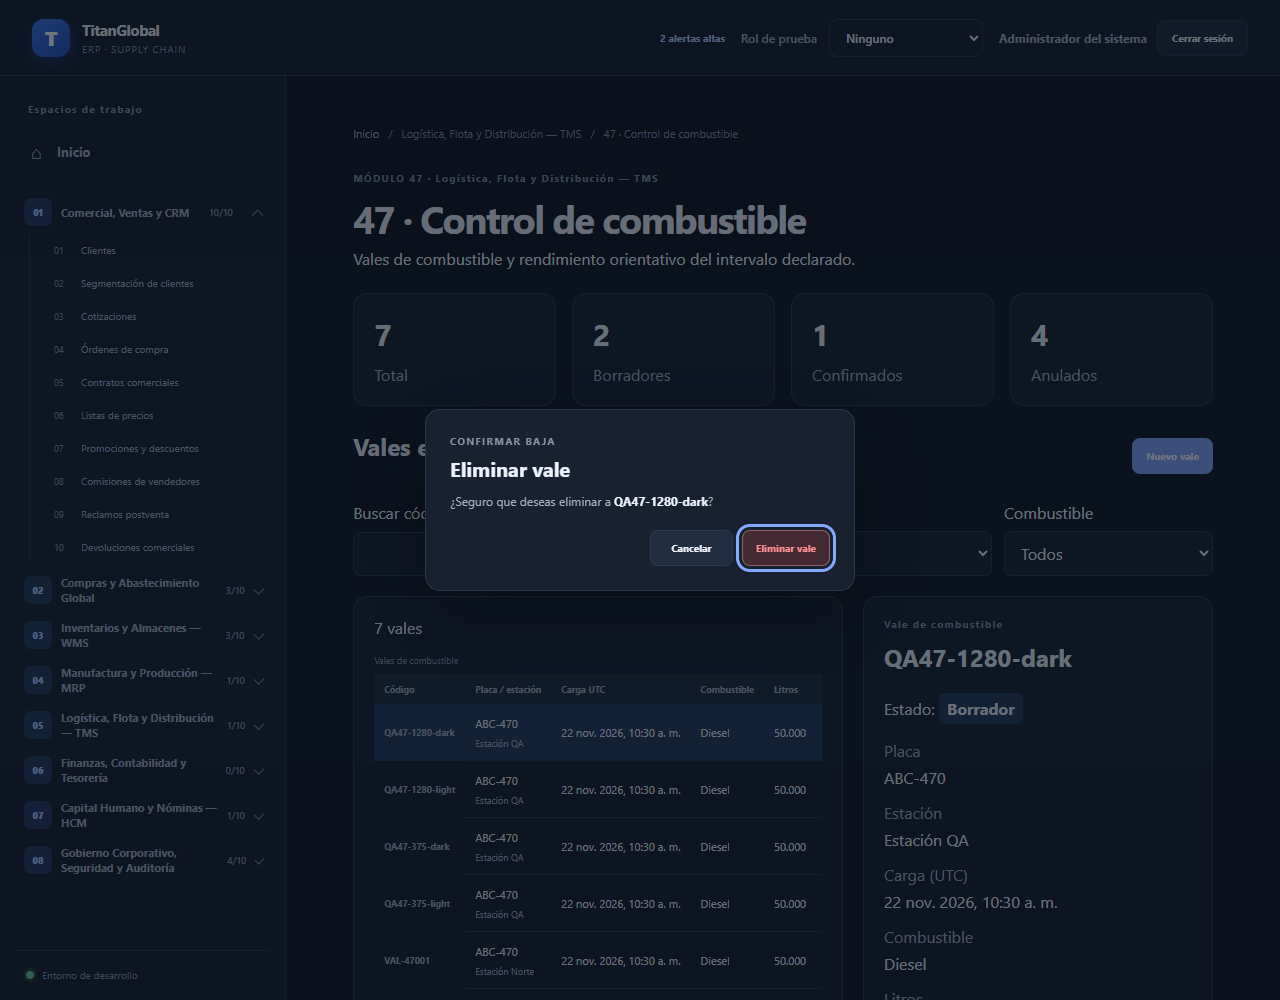 T
TitanGlobal
ERP · SUPPLY CHAIN
2 alertas altas
Rol de prueba
Ninguno
Administrador del sistema
Cerrar sesión
Espacios de trabajo
Inicio
01 Comercial, Ventas y CRM 10/10
01 Clientes
02 Segmentación de clientes
03 Cotizaciones
04 Órdenes de compra
05 Contratos comerciales
06 Listas de precios
07 Promociones y descuentos
08 Comisiones de vendedores
09 Reclamos postventa
10 Devoluciones comerciales
02 Compras y Abastecimiento Global 3/10
03 Inventarios y Almacenes — WMS 3/10
04 Manufactura y Producción — MRP 1/10
05 Logística, Flota y Distribución — TMS 1/10
06 Finanzas, Contabilidad y Tesorería 0/10
07 Capital Humano y Nóminas — HCM 1/10
08 Gobierno Corporativo, Seguridad y Auditoría 4/10
Entorno de desarrollo
Inicio / Logística, Flota y Distribución — TMS / 47 · Control de combustible
MÓDULO 47 · Logística, Flota y Distribución — TMS
47 · Control de combustible
Vales de combustible y rendimiento orientativo del intervalo declarado.
7
Total
2
Borradores
1
Confirmados
4
Anulados
Vales
Nuevo vale
Buscar
Combustible
Todos
CONFIRMAR BAJA
Eliminar vale
¿Seguro que deseas eliminar a QA47-1280-dark?
Cancelar
Eliminar vale
7 vales
Vales de combustible
Código Placa / estación Carga UTC Combustible Litros
QA47-1280-dark ABC-470 Estación QA 22 nov. 2026, 10:30 a. m. Diesel 50.000
QA47-1280-light ABC-470 Estación QA 22 nov. 2026, 10:30 a. m. Diesel 50.000
QA47-375-dark ABC-470 Estación QA 22 nov. 2026, 10:30 a. m. Diesel 50.000
QA47-375-light ABC-470 Estación QA 22 nov. 2026, 10:30 a. m. Diesel 50.000
VAL-47001 ABC-470 Estación Norte 22 nov. 2026, 10:30 a. m. Diesel 50.000
Vale de combustible
QA47-1280-dark
Estado: Borrador
Placa
ABC-470
Estación
Estación QA
Carga (UTC)
22 nov. 2026, 10:30 a. m.
Combustible
Diesel
Litros